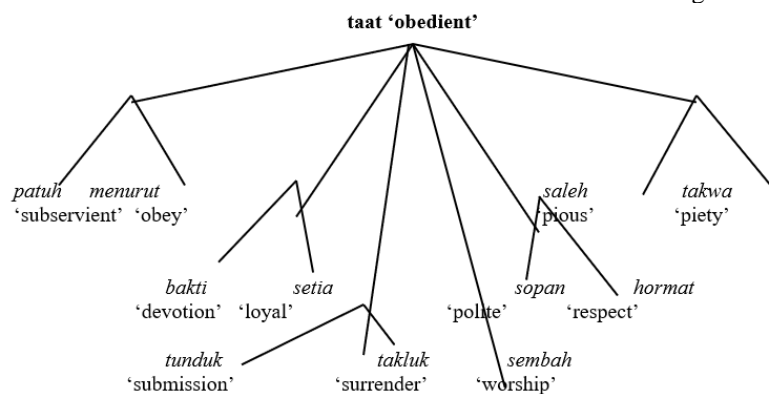 taat ‘obedient’
patuh menurut saleh takwa
‘subservient’ ‘obey’ ‘pious’ ‘piety’
bakti setia sopan hormat
‘devotion’ ‘loyal’ ‘polite’ ‘respect’
tunduk takluk sembah
‘submission’ ‘surrender’ ‘worship’